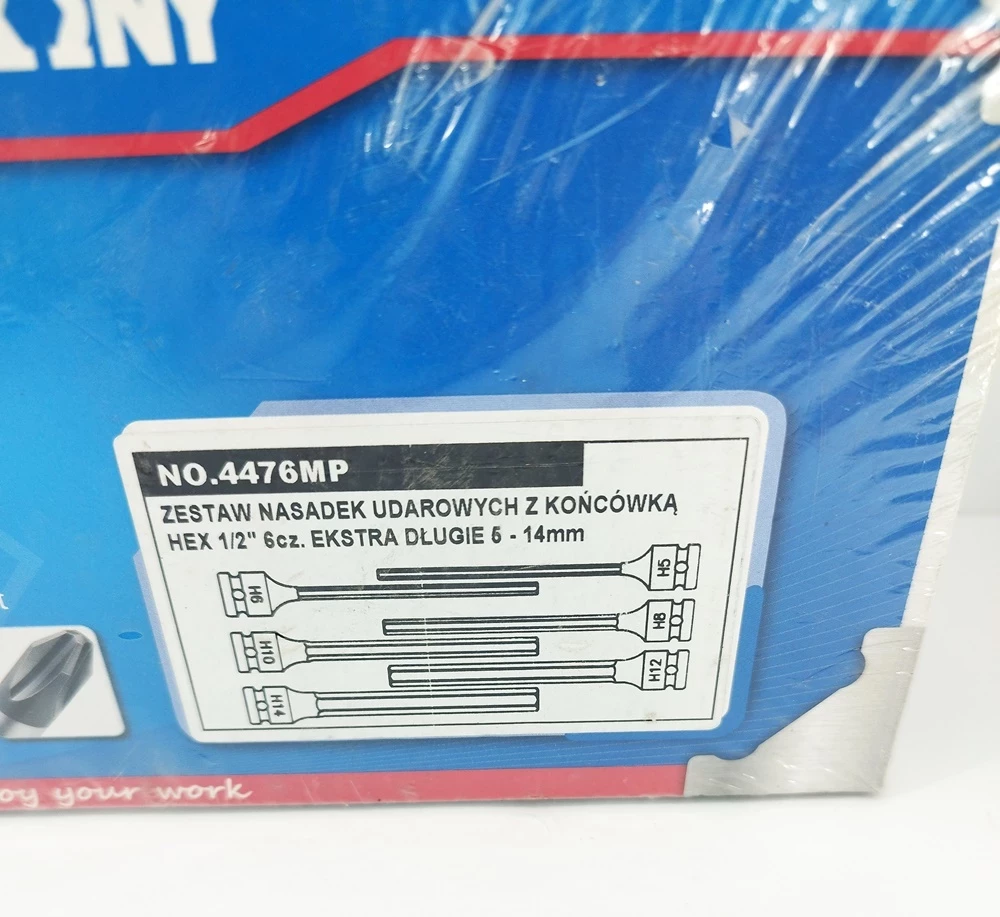 NO.4476MP
ZESTAW NASADEK UDAROWYCH Z KOŃCÓWKĄ
HEX 1/2" 6cz. EKSTRA DŁUGIE 5 - 14mm
H5
H6
H8
H10
H12
H14
your work